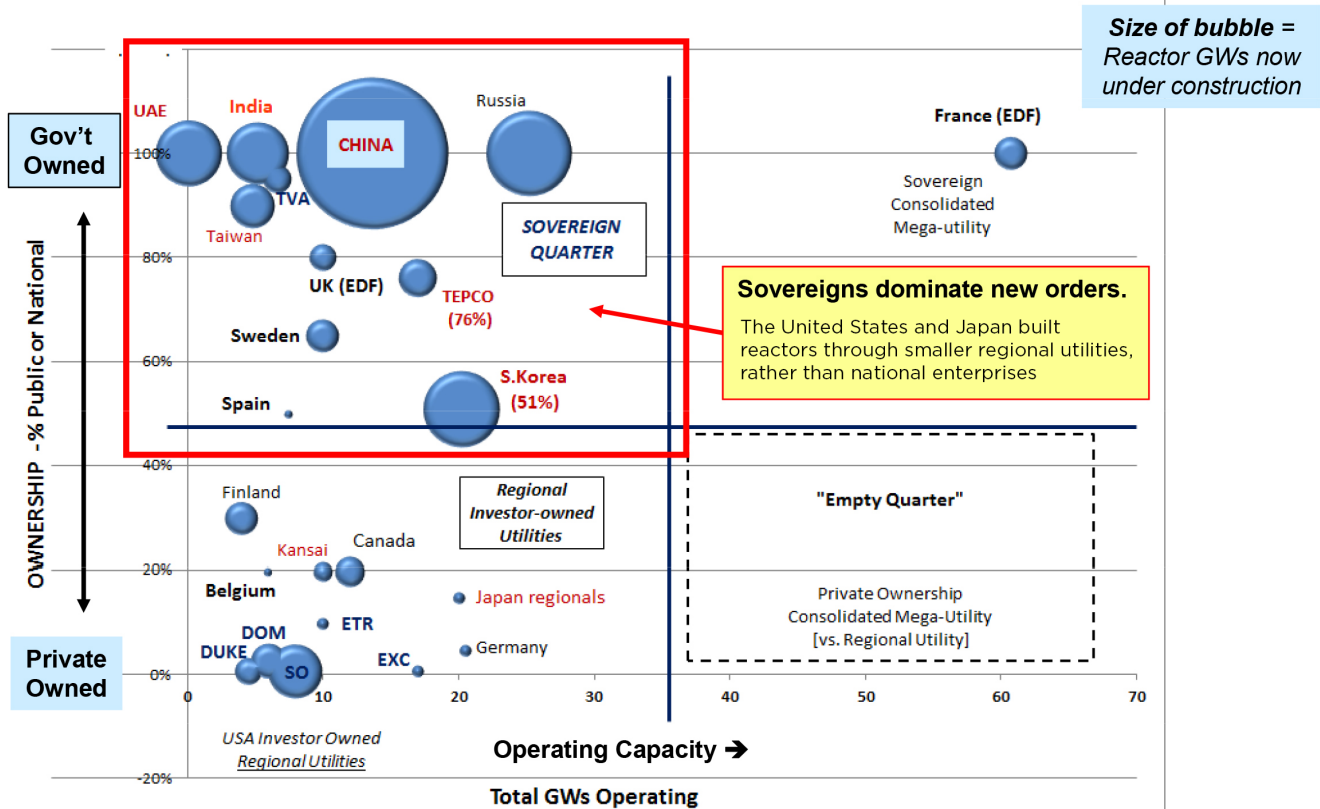 Size of bubble =
Reactor GWs now
under construction
Gov't
Owned
OWNERSHIP - % Public or National
Private
Owned
100%
80%
60%
40%
20%
0%
-20%
UAE
India
CHINA
Russia
France (EDF)
Sovereign
Consolidated
Mega-utility
TVA
Taiwan
SOVEREIGN
QUARTER
UK (EDF)
TEPCO
(76%)
Sovereigns dominate new orders.
The United States and Japan built
reactors through smaller regional utilities,
rather than national enterprises
Sweden
S.Korea
(51%)
Spain
Finland
Regional
Investor-owned
Utilities
"Empty Quarter"
Kansai
Canada
Belgium
Japan regionals
Private Ownership
Consolidated Mega-Utility
[vs. Regional Utility]
ETR
DOM
DUKE
SO
EXC
Germany
0 10 20 30 40 50 60 70
USA Investor Owned
Regional Utilities
Operating Capacity ➔
Total GWs Operating